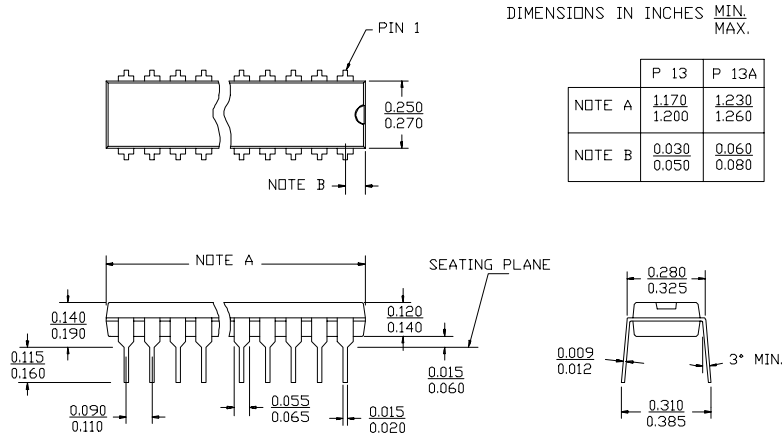 DIMENSIONS IN INCHES MIN.
MAX.
PIN 1
0.250
0.270
NOTE B
P 13 P 13A
NOTE A 1.170 1.230
1.200 1.260
NOTE B 0.030 0.060
0.050 0.080
NOTE A
SEATING PLANE
0.140
0.190
0.120
0.140
0.115
0.160
0.015
0.060
0.090
0.110
0.055
0.065
0.015
0.020
0.280
0.325
0.009
0.012
3° MIN.
0.310
0.385